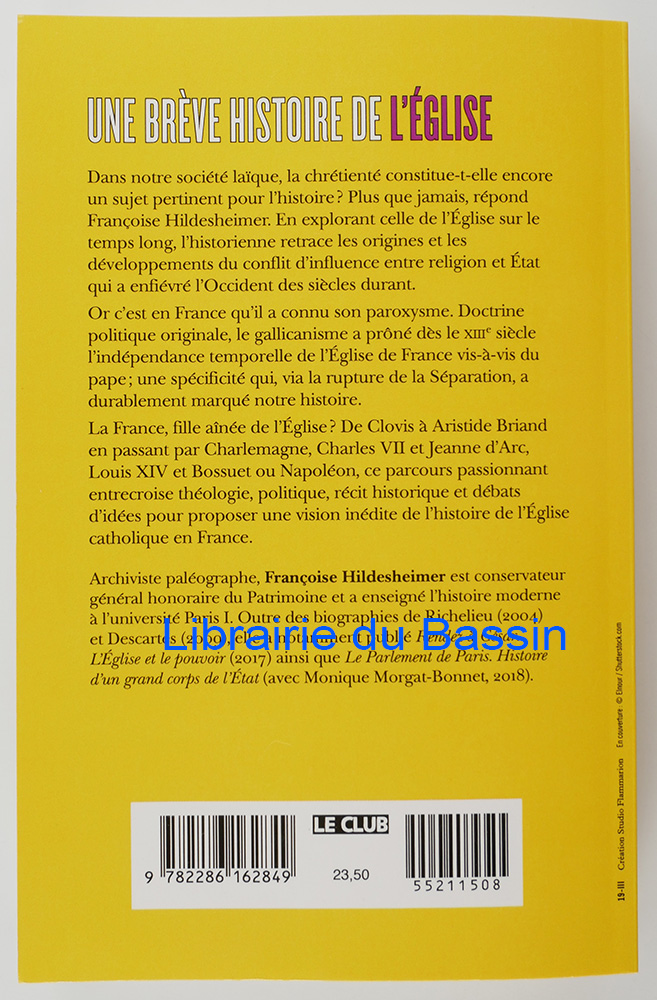 UNE BRÈVE HISTOIRE DE L'ÉGLISE
Dans notre société laïque, la chrétienté constitue-t-elle encore
un sujet pertinent pour l'histoire ? Plus que jamais, répond
Françoise Hildesheimer. En explorant celle de l'Église sur le
temps long, l'historienne retrace les origines et les
développements du conflit d'influence entre religion et État
qui a enfiévré l'Occident des siècles durant.
Or c'est en France qu'il a connu son paroxysme. Doctrine
politique originale, le gallicanisme a prôné dès le XIIIe siècle
l'indépendance temporelle de l'Église de France vis-à-vis du
pape ; une spécificité qui, via la rupture de la Séparation, a
durablement marqué notre histoire.
La France, fille aînée de l'Église ? De Clovis à Aristide Briand
en passant par Charlemagne, Charles VII et Jeanne d'Arc,
Louis XIV et Bossuet ou Napoléon, ce parcours passionnant
entrecroise théologie, politique, récit historique et débats
d'idées pour proposer une vision inédite de l'histoire de l'Église
catholique en France.
Archiviste paléographe, Françoise Hildesheimer est conservateur
général honoraire du Patrimoine et a enseigné l'histoire moderne
à l'université Paris I. Outre des biographies de Richelieu (2004)
et Descartes elle a notamment publié
Librairie du Bassin
L'Église et le pouvoir (2017) ainsi que Le Parlement de Paris. Histoire
d'un grand corps de l'État (avec Monique Morgat-Bonnet, 2018).
LE CLUB
9 782286 162849
23,50
55211508
19-III Création Studio Flammarion En couverture : © Elnour / Shutterstock.com